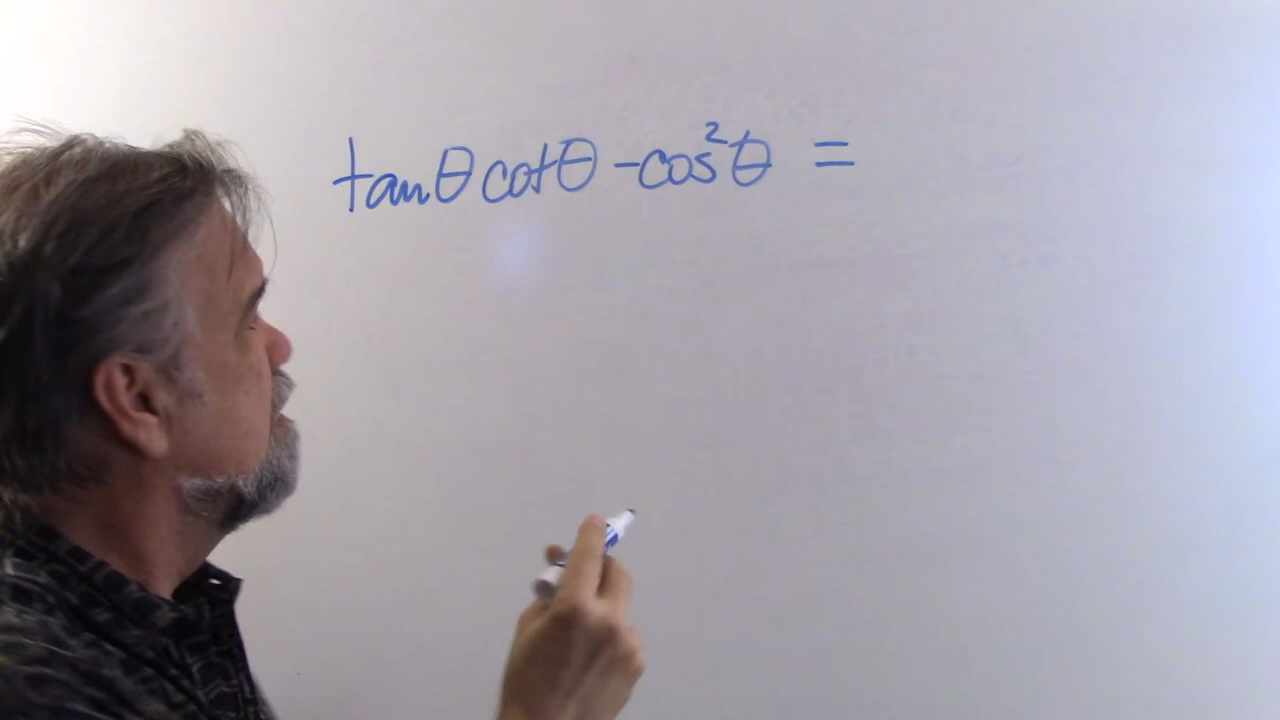 tanθ cotθ - cos²θ =